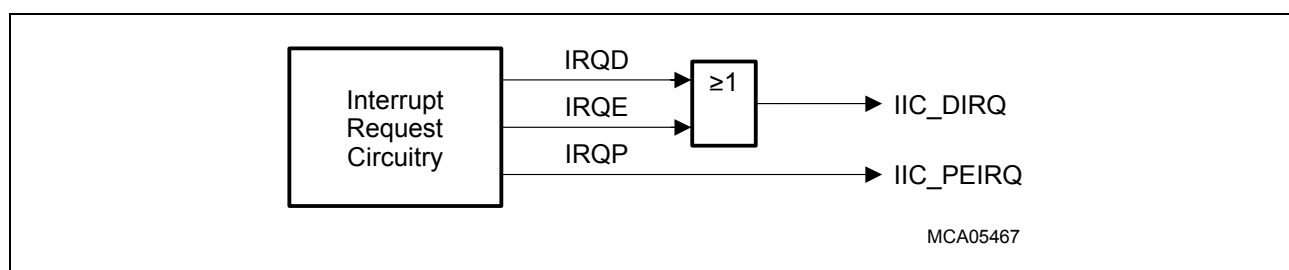 Interrupt
Request
Circuitry
IRQD
IRQE
IRQP
≥1
IIC_DIRQ
IIC_PEIRQ
MCA05467